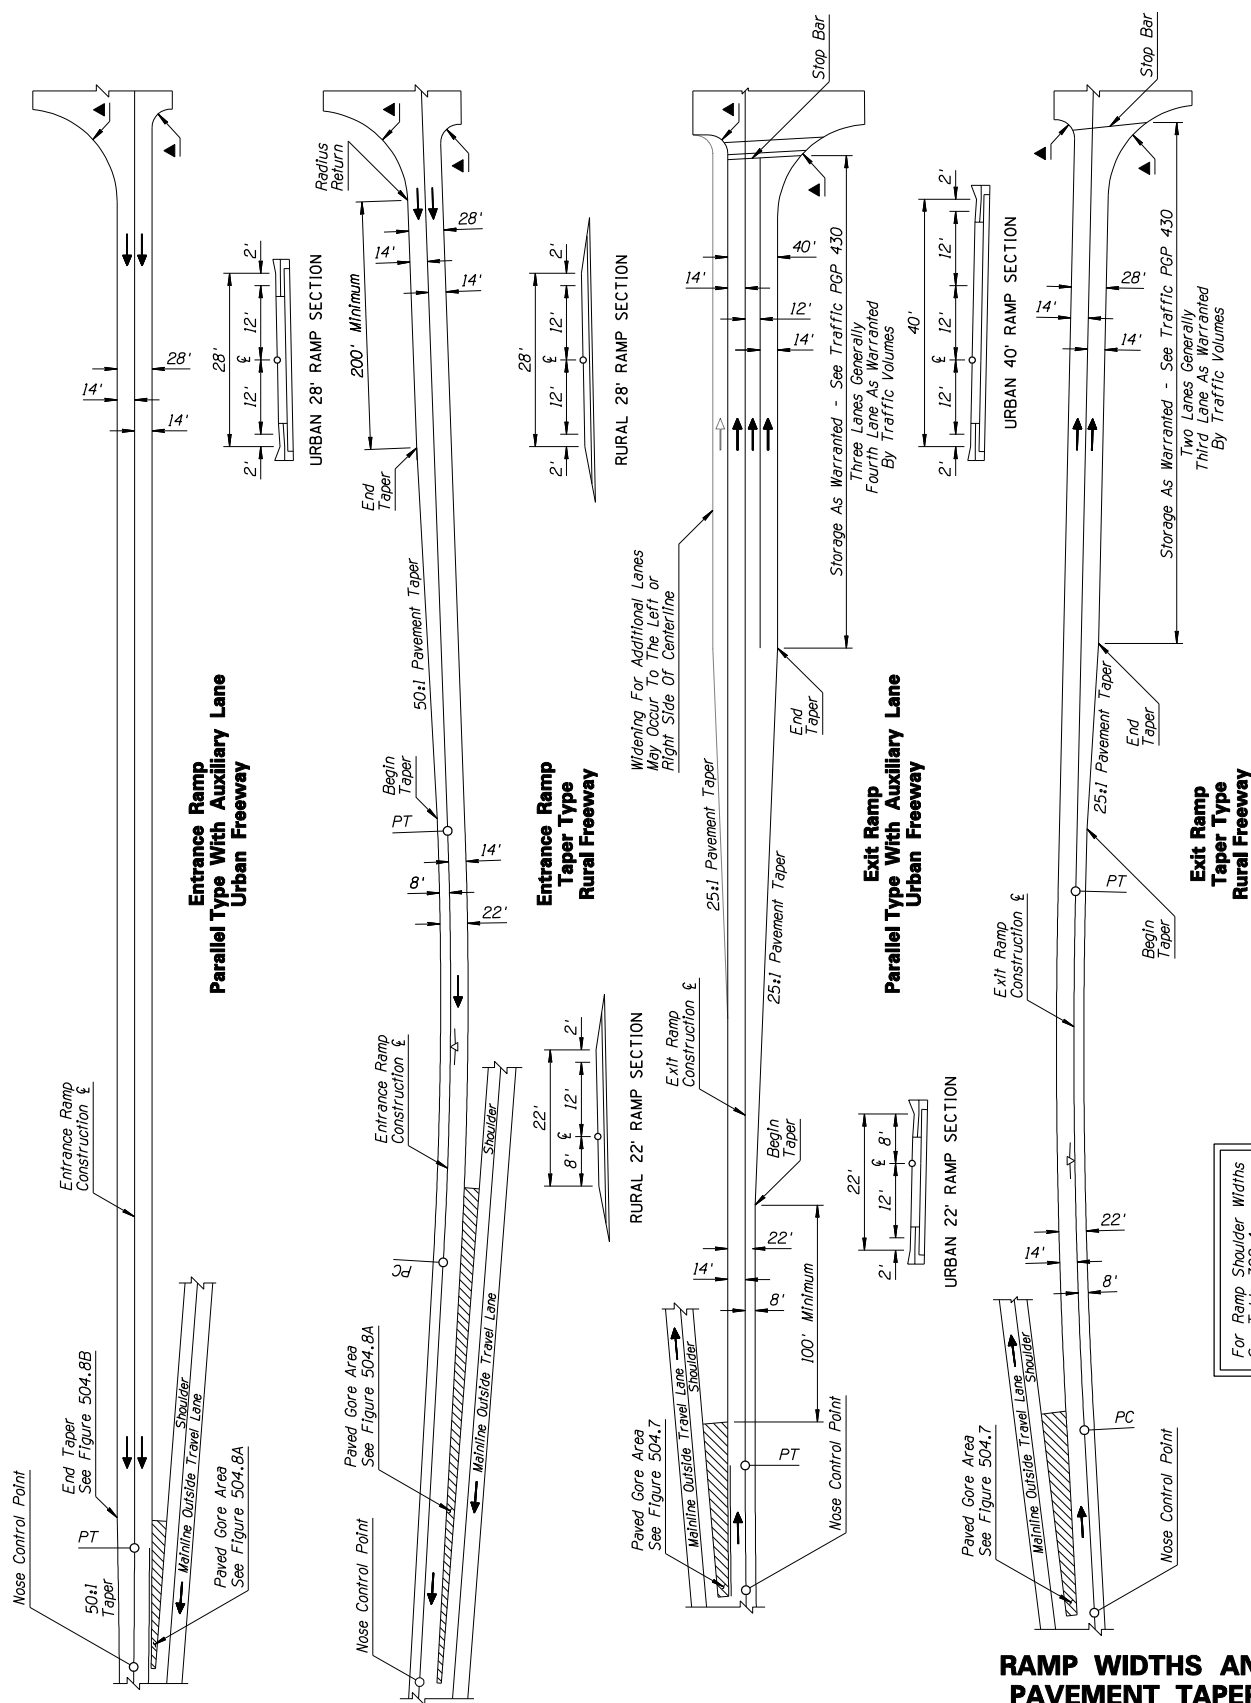 Nose Control Point
50:1
Taper
PT
End Taper
See Figure 504.8B
Paved Gore Area
See Figure 504.8A
Mainline Outside Travel Lane
Shoulder
Entrance Ramp
Construction ℄
14'
14'
28'
Entrance Ramp
Parallel Type With Auxiliary Lane
Urban Freeway
28'
2'
12'
℄
12'
2'
URBAN 28' RAMP SECTION
Nose Control Point
Paved Gore Area
See Figure 504.8A
Mainline Outside Travel Lane
Shoulder
PC
Entrance Ramp
Construction ℄
22'
8'
14'
PT
Begin
Taper
50:1 Pavement Taper
End
Taper
200' Minimum
14'
14'
28'
Radius
Return
Entrance Ramp
Taper Type
Rural Freeway
22'
8'
℄
12'
2'
RURAL 22' RAMP SECTION
28'
2'
12'
℄
12'
2'
RURAL 28' RAMP SECTION
Paved Gore Area
See Figure 504.7
Mainline Outside Travel Lane
Shoulder
Nose Control Point
PT
100' Minimum
14'
8'
22'
Begin
Taper
Exit Ramp
Construction ℄
25:1 Pavement Taper
25:1 Pavement Taper
Widening For Additional Lanes
May Occur To The Left or
Right Side Of Centerline
End
Taper
14'
12'
14'
40'
Storage As Warranted - See Traffic PGP 430
Three Lanes Generally
Fourth Lane As Warranted
By Traffic Volumes
Stop Bar
Exit Ramp
Parallel Type With Auxiliary Lane
Urban Freeway
22'
2'
12'
℄
8'
URBAN 22' RAMP SECTION
40'
2'
12'
℄
12'
12'
2'
URBAN 40' RAMP SECTION
Paved Gore Area
See Figure 504.7
Mainline Outside Travel Lane
Shoulder
Nose Control Point
PC
14'
8'
22'
Exit Ramp
Construction ℄
PT
Begin
Taper
25:1 Pavement Taper
End
Taper
14'
14'
28'
Storage As Warranted - See Traffic PGP 430
Two Lanes Generally
Third Lane As Warranted
By Traffic Volumes
Stop Bar
Exit Ramp
Taper Type
Rural Freeway
For Ramp Shoulder Widths
RAMP WIDTHS AN
PAVEMENT TAPER